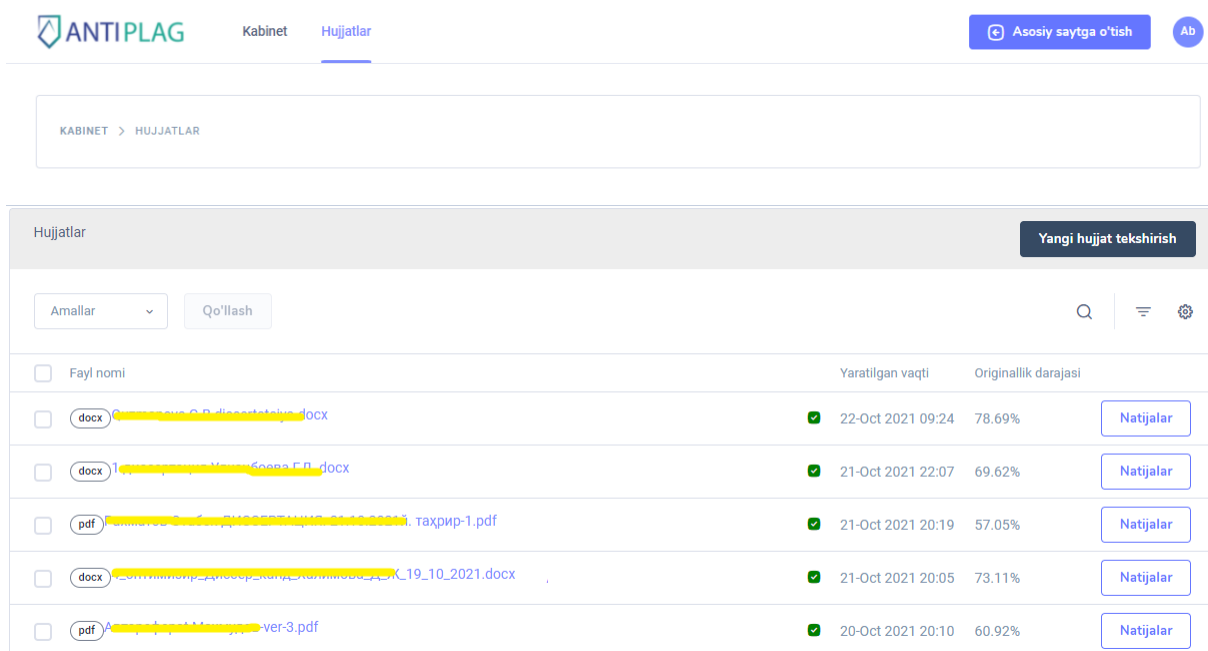 ANTIPLAG Kabinet Hujjatlar Asosiy saytga o'tish Ab
KABINET > HUJJATLAR
Hujjatlar Yangi hujjat tekshirish
Amallar Qo'llash
Fayl nomi Yaratilgan vaqti Originallik darajasi
docx .docx 22-Oct 2021 09:24 78.69% Natijalar
docx .docx 21-Oct 2021 22:07 69.62% Natijalar
pdf таҳрир-1.pdf 21-Oct 2021 20:19 57.05% Natijalar
docx _19_10_2021.docx 21-Oct 2021 20:05 73.11% Natijalar
pdf -ver-3.pdf 20-Oct 2021 20:10 60.92% Natijalar